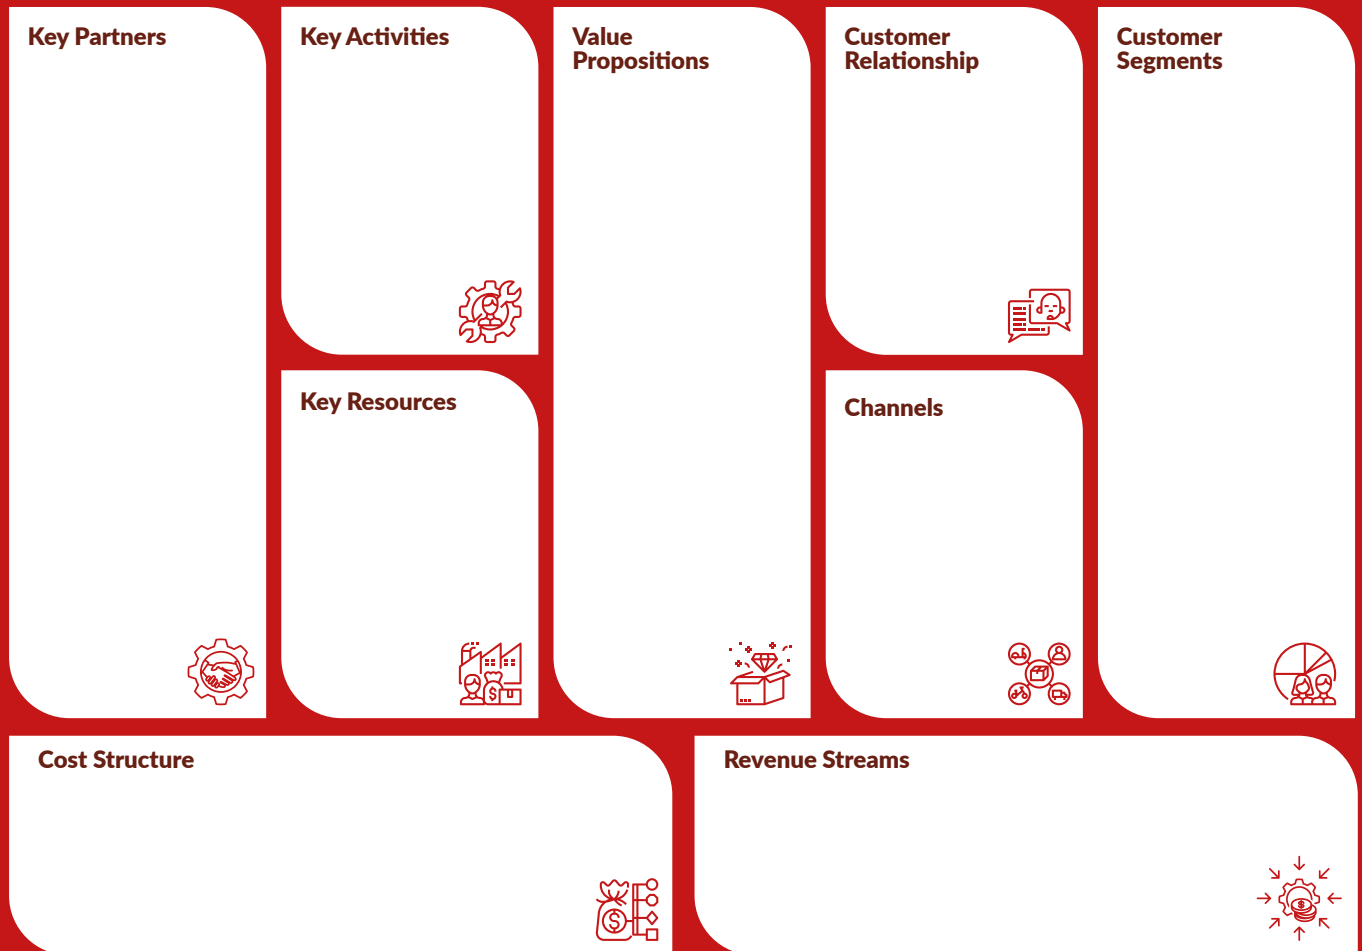 Key Partners
Key Activities
Value
Propositions
Customer
Relationship
Customer
Segments
Key Resources
Channels
Cost Structure
Revenue Streams